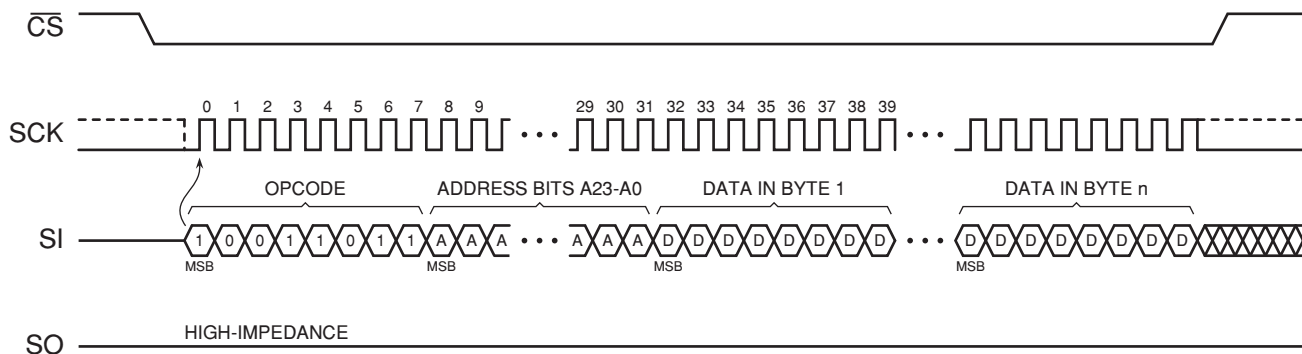 CS
0 1 2 3 4 5 6 7 8 9 29 30 31 32 33 34 35 36 37 38 39
SCK
OPCODE ADDRESS BITS A23-A0 DATA IN BYTE 1 DATA IN BYTE n
SI 1 0 0 1 1 0 1 1 A A A A A A D D D D D D D D D D D D D D D D
MSB MSB MSB MSB
HIGH-IMPEDANCE
SO